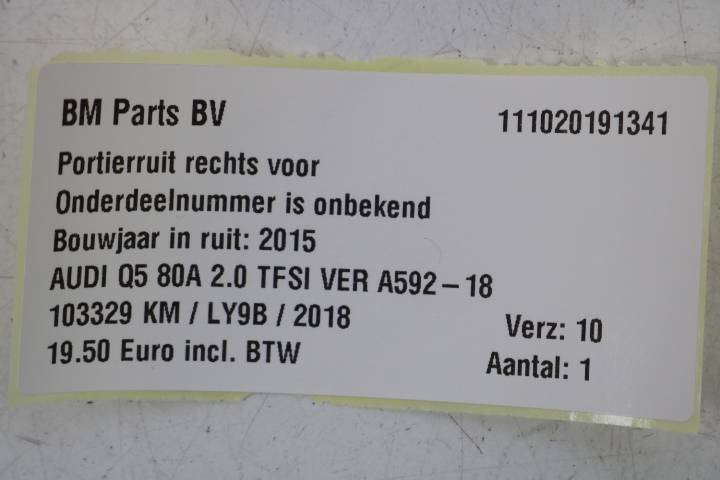 BM Parts BV 111020191341
Portierruit rechts voor
Onderdeelnummer is onbekend
Bouwjaar in ruit: 2015
AUDI Q5 80A 2.0 TFSI VER A592-18
103329 KM / LY9B / 2018 Verz: 10
19.50 Euro incl. BTW Aantal: 1